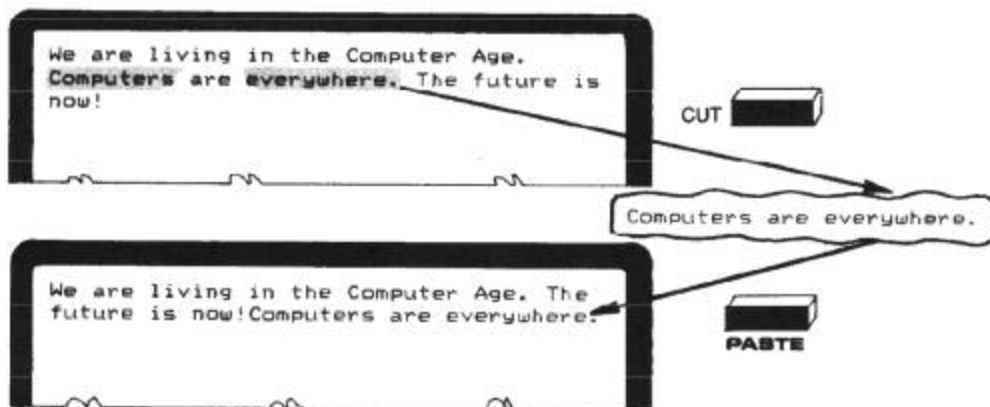 We are living in the Computer Age.
Computers are everywhere. The future is
now!
CUT
Computers are everywhere.
We are living in the Computer Age. The
future is now!Computers are everywhere.
PASTE